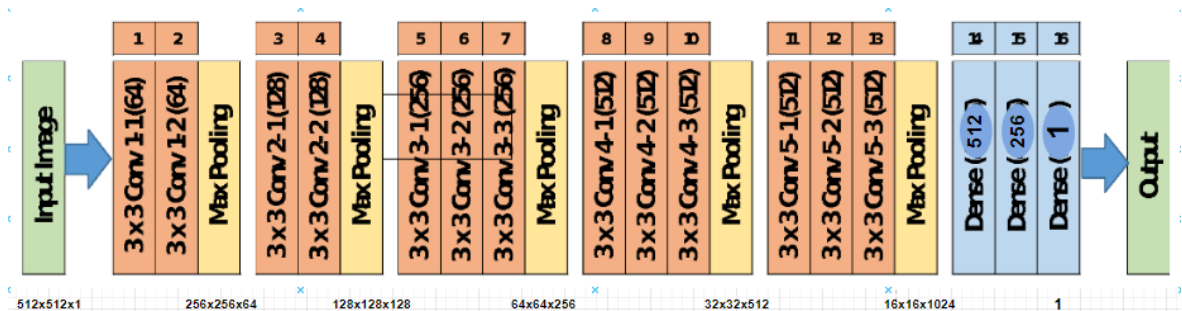 1 2 3 4 5 6 7 8 9 10 11 12 13 14 15 16
Input Image
3 x 3 Conv 1-1(64)
3 x 3 Conv 1-2 (64)
Max Pooling
3 x 3 Conv 2-1 (128)
3 x 3 Conv 2-2 (128)
Max Pooling
3 x 3 Conv 3-1 (256)
3 x 3 Conv 3-2 (256)
3 x 3 Conv 3-3 (256)
Max Pooling
3 x 3 Conv 4-1 (512)
3 x 3 Conv 4-2 (512)
3 x 3 Conv 4-3 (512)
Max Pooling
3 x 3 Conv 5-1 (512)
3 x 3 Conv 5-2 (512)
3 x 3 Conv 5-3 (512)
Max Pooling
Dense (512)
Dense (256)
Dense (1
Output
512x512x1 256x256x64 128x128x128 64x64x256 32x32x512 16x16x1024 1